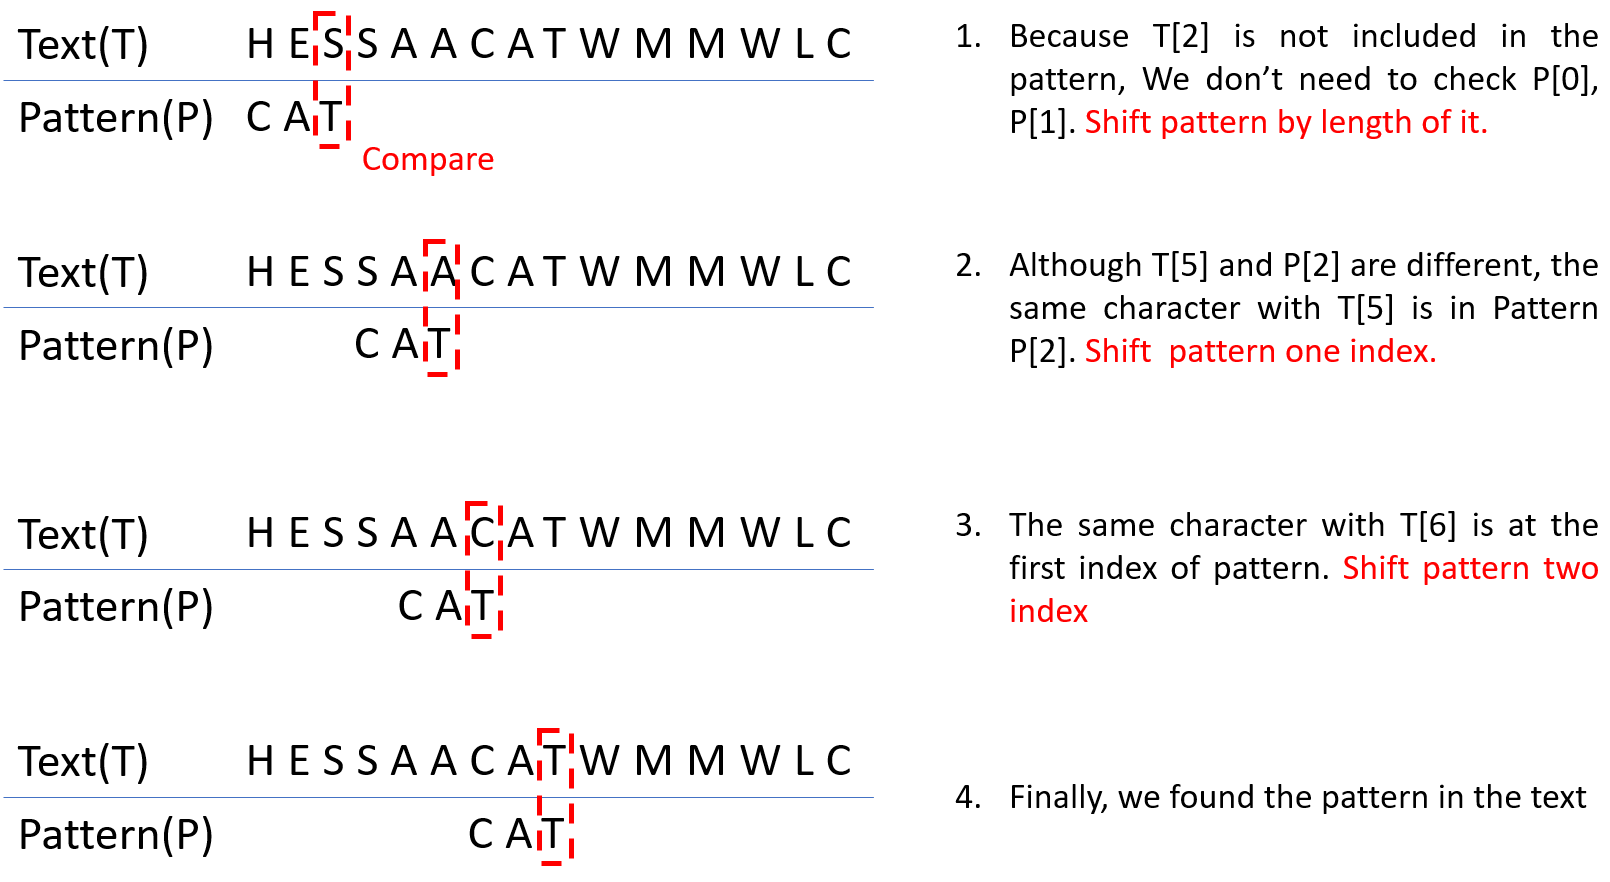 Text(T) H E S S A A C A T W M M W L C
Pattern(P) C A T
Compare
1. Because T[2] is not included in the
pattern, We don’t need to check P[0],
P[1]. Shift pattern by length of it.
Text(T) H E S S A A C A T W M M W L C
Pattern(P) C A T
2. Although T[5] and P[2] are different, the
same character with T[5] is in Pattern
P[2]. Shift pattern one index.
Text(T) H E S S A A C A T W M M W L C
Pattern(P) C A T
3. The same character with T[6] is at the
first index of pattern. Shift pattern two
index
Text(T) H E S S A A C A T W M M W L C
Pattern(P) C A T
4. Finally, we found the pattern in the text